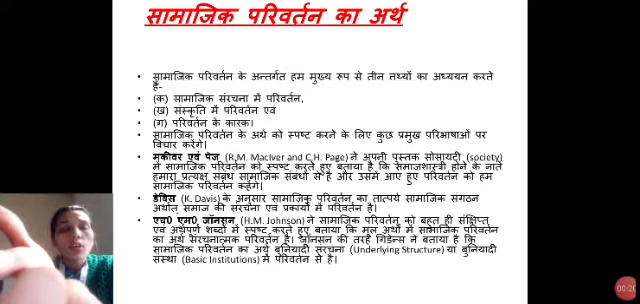 सामाजिक परिवर्तन का अर्थ
• सामाजिक परिवर्तन के अन्तर्गत हम मुख्य रूप से तीन तथ्यों का अध्ययन करते
हैं-
• (क) सामाजिक संरचना में परिवर्तन,
• (ख) संस्कृति में परिवर्तन एवं
• (ग) परिवर्तन के कारक।
• सामाजिक परिवर्तन के अर्थ को स्पष्ट करने के लिए कुछ प्रमुख परिभाषाओं पर
विचार करेंगे।
• मकीवर एवं पेज (R.M. MacIver and C.H. Page) ने अपनी पुस्तक सोसायटी (society)
में सामाजिक परिवर्तन को स्पष्ट करते हुए बताया है कि समाजशास्त्री होने के नाते
हमारा प्रत्यक्ष संबंध सामाजिक संबंधों से है और उसमें आए हुए परिवर्तन को हम
सामाजिक परिवर्तन कहेंगे।
• डेविस (K. Davis) के अनुसार सामाजिक परिवर्तन का तात्पर्य सामाजिक संगठन
अर्थात् समाज की संरचना एवं प्रकार्यों में परिवर्तन है।
• एच0 एम0 जॉनसन (H.M. Johnson) ने सामाजिक परिवर्तन को बहुत ही संक्षिप्त
एवं अर्थपूर्ण शब्दों में स्पष्ट करते हुए बताया कि मूल अर्थों में सामाजिक परिवर्तन
का अर्थ संरचनात्मक परिवर्तन है। जॉनसन की तरह गिडेन्स ने बताया है कि
सामाजिक परिवर्तन का अर्थ बुनियादी संरचना (Underlying Structure) या बुनियादी
संस्था (Basic Institutions) में परिवर्तन से है।
00:20